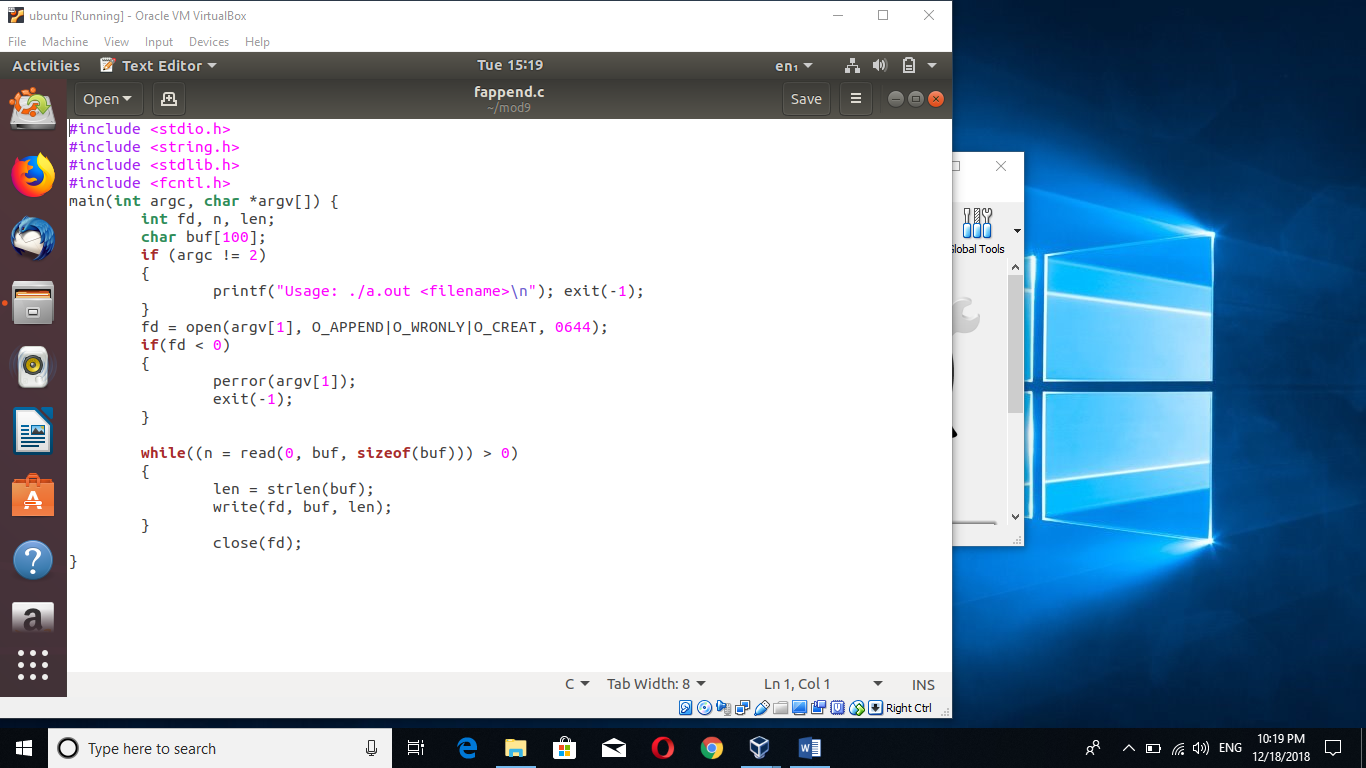 ubuntu [Running] - Oracle VM VirtualBox
File Machine View Input Devices Help
Activities Text Editor Tue 15:19 en₁
Open fappend.c Save
~/mod9
#include <stdio.h>
#include <string.h>
#include <stdlib.h>
#include <fcntl.h>
main(int argc, char *argv[]) {
        int fd, n, len;
        char buf[100];
        if (argc != 2)
        {
                printf("Usage: ./a.out <filename>\n"); exit(-1);
        }
        fd = open(argv[1], O_APPEND|O_WRONLY|O_CREAT, 0644);
        if(fd < 0)
        {
                perror(argv[1]);
                exit(-1);
        }

        while((n = read(0, buf, sizeof(buf))) > 0)
        {
                len = strlen(buf);
                write(fd, buf, len);
        }
                close(fd);
}
C Tab Width: 8 Ln 1, Col 1 INS
Right Ctrl
Tools
Type here to search
ENG 10:19 PM
12/18/2018